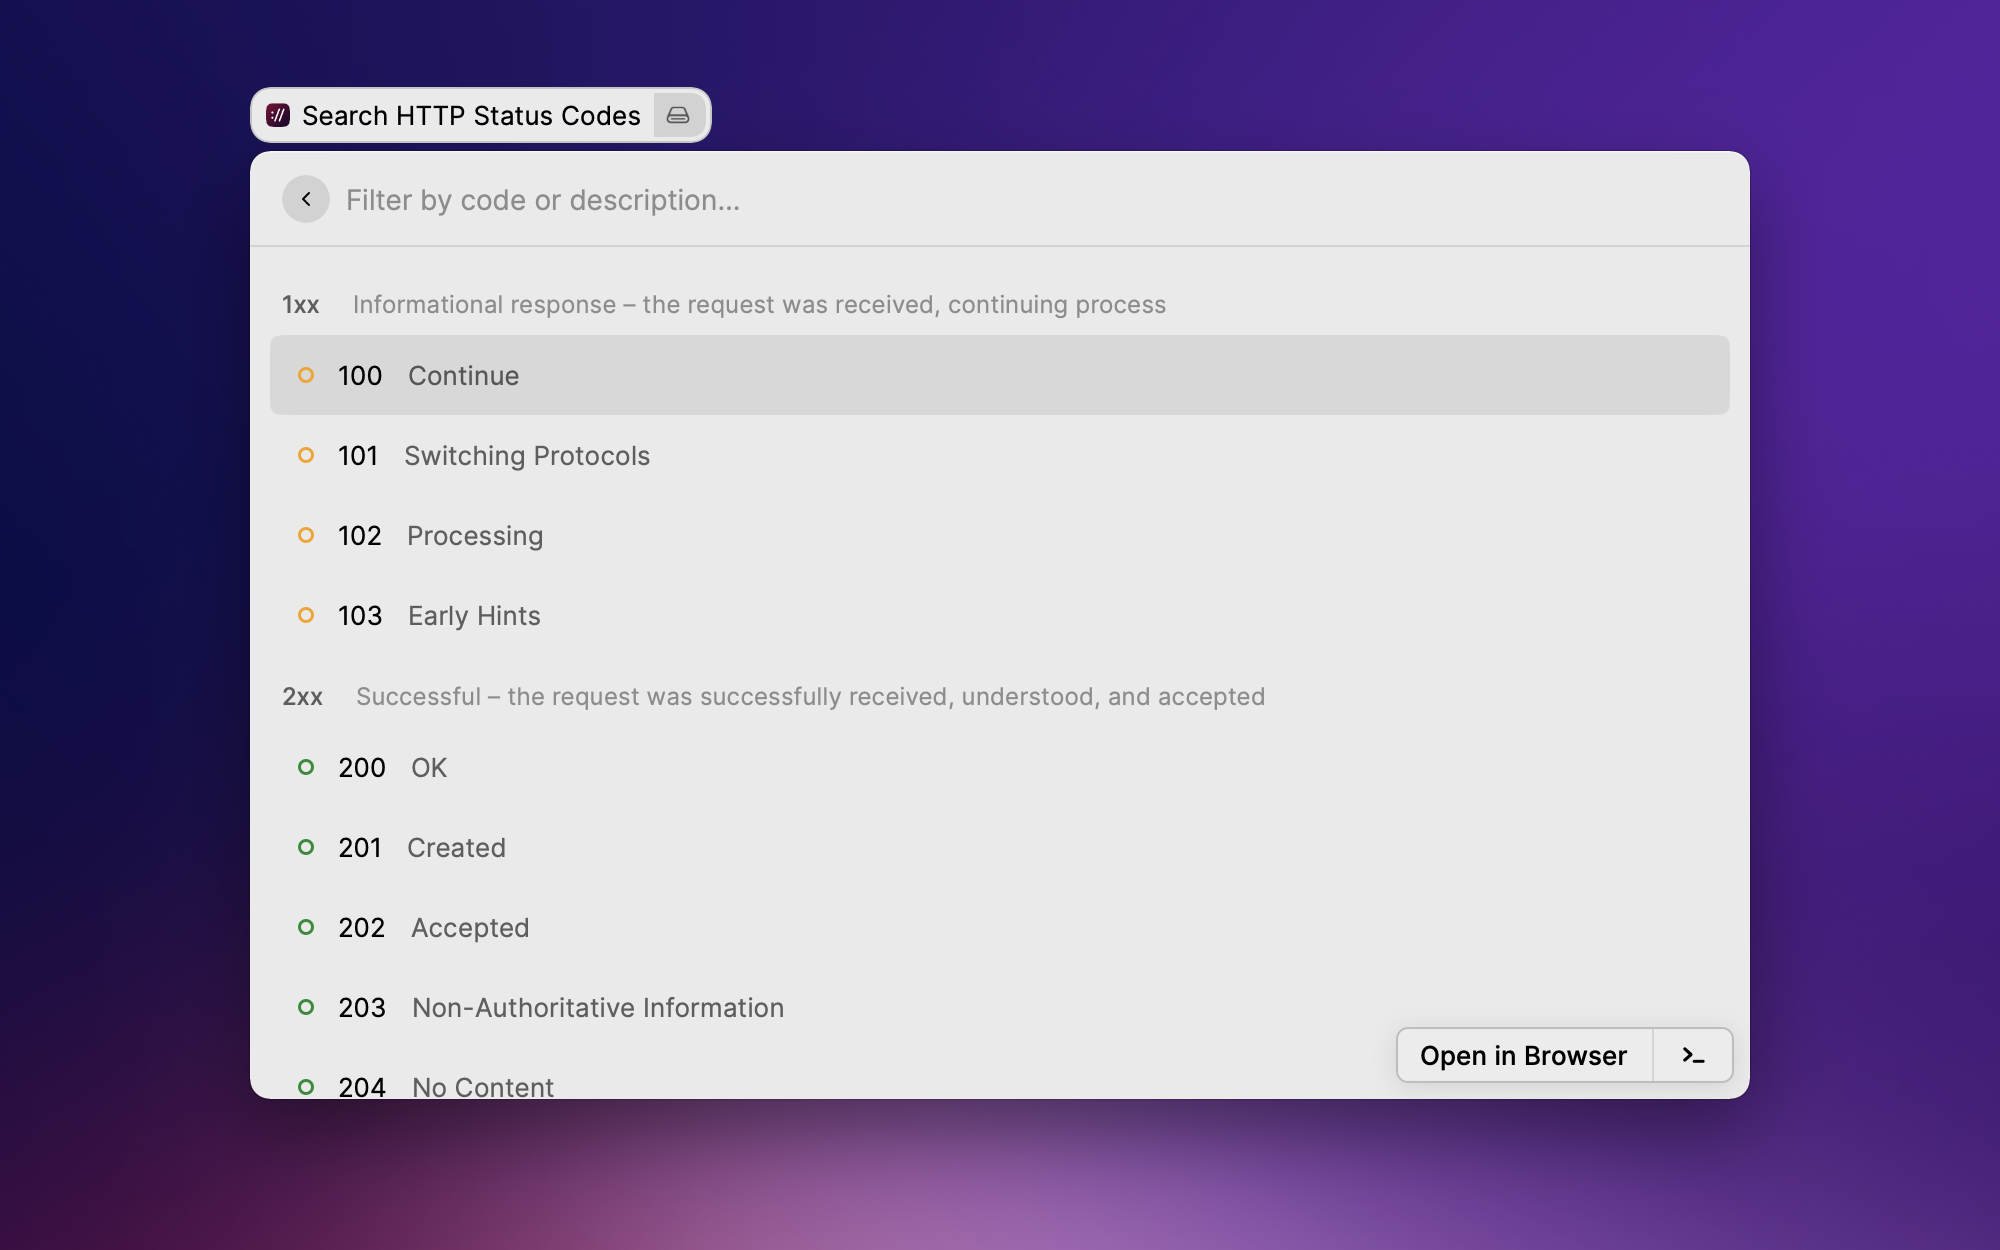 Search HTTP Status Codes
Filter by code or description...
1xx Informational response – the request was received, continuing process
100 Continue
101 Switching Protocols
102 Processing
103 Early Hints
2xx Successful – the request was successfully received, understood, and accepted
200 OK
201 Created
202 Accepted
203 Non-Authoritative Information
204 No Content
Open in Browser